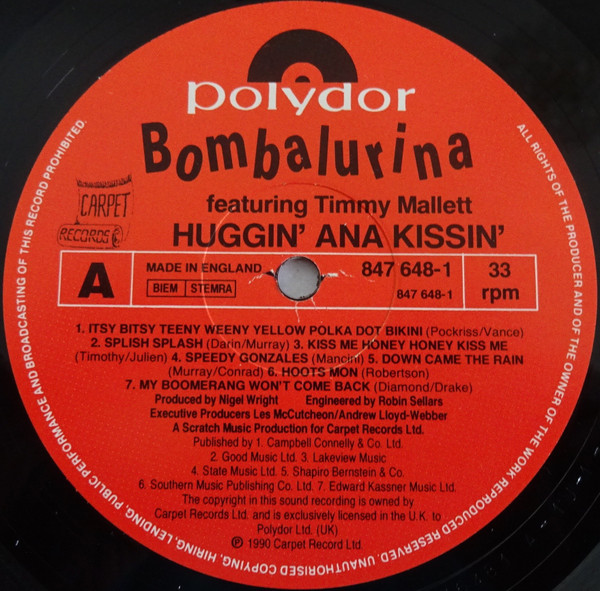 polydor
Bombalurina
featuring Timmy Mallett
HUGGIN' ANA KISSIN'
CARPET
RECORDS
A
MADE IN ENGLAND
BIEM STEMRA
847 648-1
847 648-1
33
rpm
1. ITSY BITSY TEENY WEENY YELLOW POLKA DOT BIKINI (Pockriss/Vance)
2. SPLISH SPLASH (Darin/Murray) 3. KISS ME HONEY HONEY KISS ME
(Timothy/Julien) 4. SPEEDY GONZALES (Mancini) 5. DOWN CAME THE RAIN
(Murray/Conrad) 6. HOOTS MON (Robertson)
7. MY BOOMERANG WON'T COME BACK (Diamond/Drake)
Produced by Nigel Wright Engineered by Robin Sellars
Executive Producers Les McCutcheon/Andrew Lloyd-Webber
A Scratch Music Production for Carpet Records Ltd.
Published by 1. Campbell Connelly & Co. Ltd.
2. Good Music Ltd. 3. Lakeview Music
4. State Music Ltd. 5. Shapiro Bernstein & Co.
6. Southern Music Publishing Co. Ltd. 7. Edward Kassner Music Ltd.
The copyright in this sound recording is owned by
Carpet Records Ltd. and is exclusively licensed in the U.K. to
Polydor Ltd. (UK)
℗ 1990 Carpet Record Ltd.
ALL RIGHTS OF THE PRODUCER AND OF THE OWNER OF THE WORK REPRODUCED RESERVED. UNAUTHORISED COPYING, HIRING, LENDING, PUBLIC PERFORMANCE AND BROADCASTING OF THIS RECORD PROHIBITED.